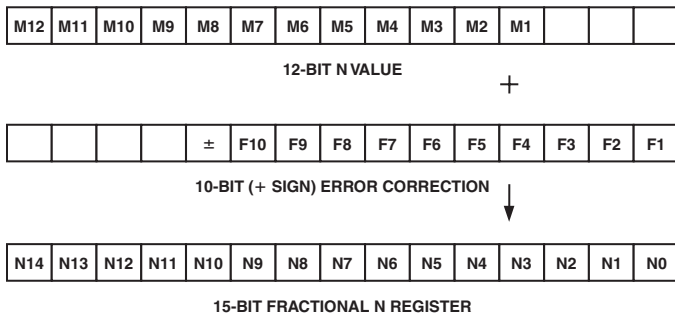 M12 M11 M10 M9 M8 M7 M6 M5 M4 M3 M2 M1
12-BIT N VALUE
+
± F10 F9 F8 F7 F6 F5 F4 F3 F2 F1
10-BIT (+ SIGN) ERROR CORRECTION
N14 N13 N12 N11 N10 N9 N8 N7 N6 N5 N4 N3 N2 N1 N0
15-BIT FRACTIONAL N REGISTER